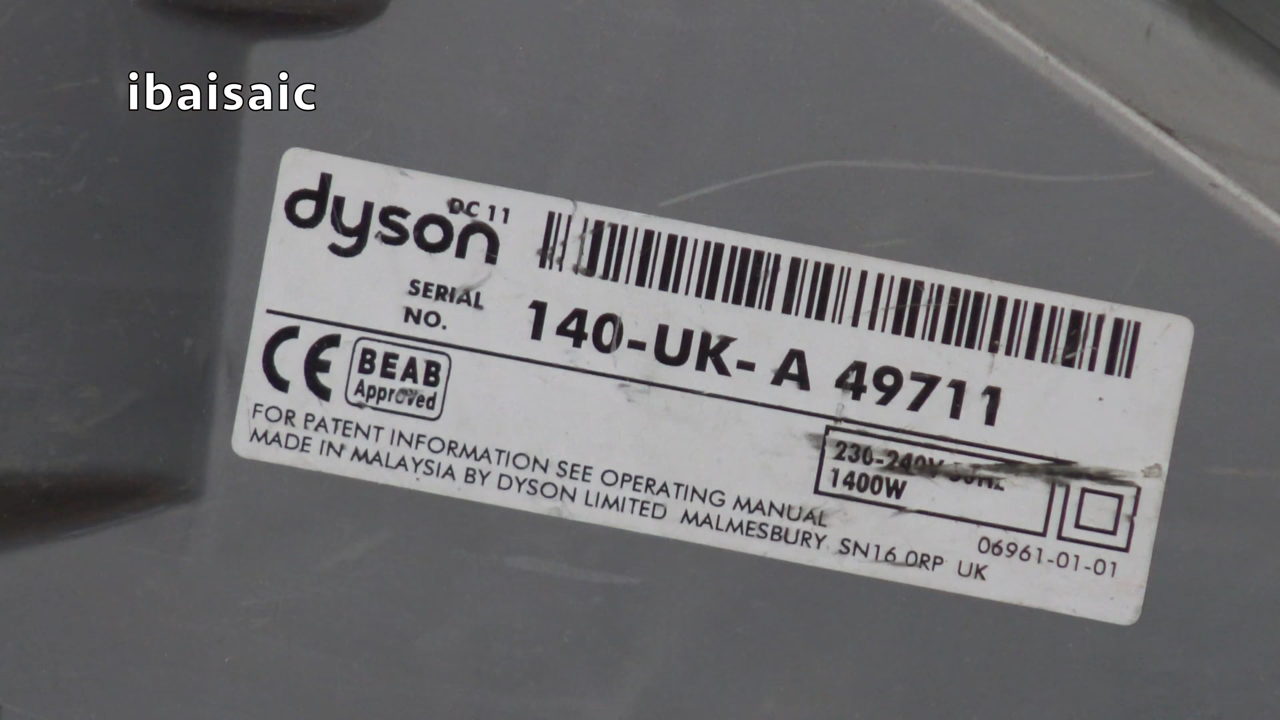 ibaisaic
dyson DC 11
SERIAL
NO.
140-UK-A 49711
CE
BEAB
Approved
230-240V 50HZ
1400W
FOR PATENT INFORMATION SEE OPERATING MANUAL
MADE IN MALAYSIA BY DYSON LIMITED MALMESBURY SN16 0RP UK
06961-01-01